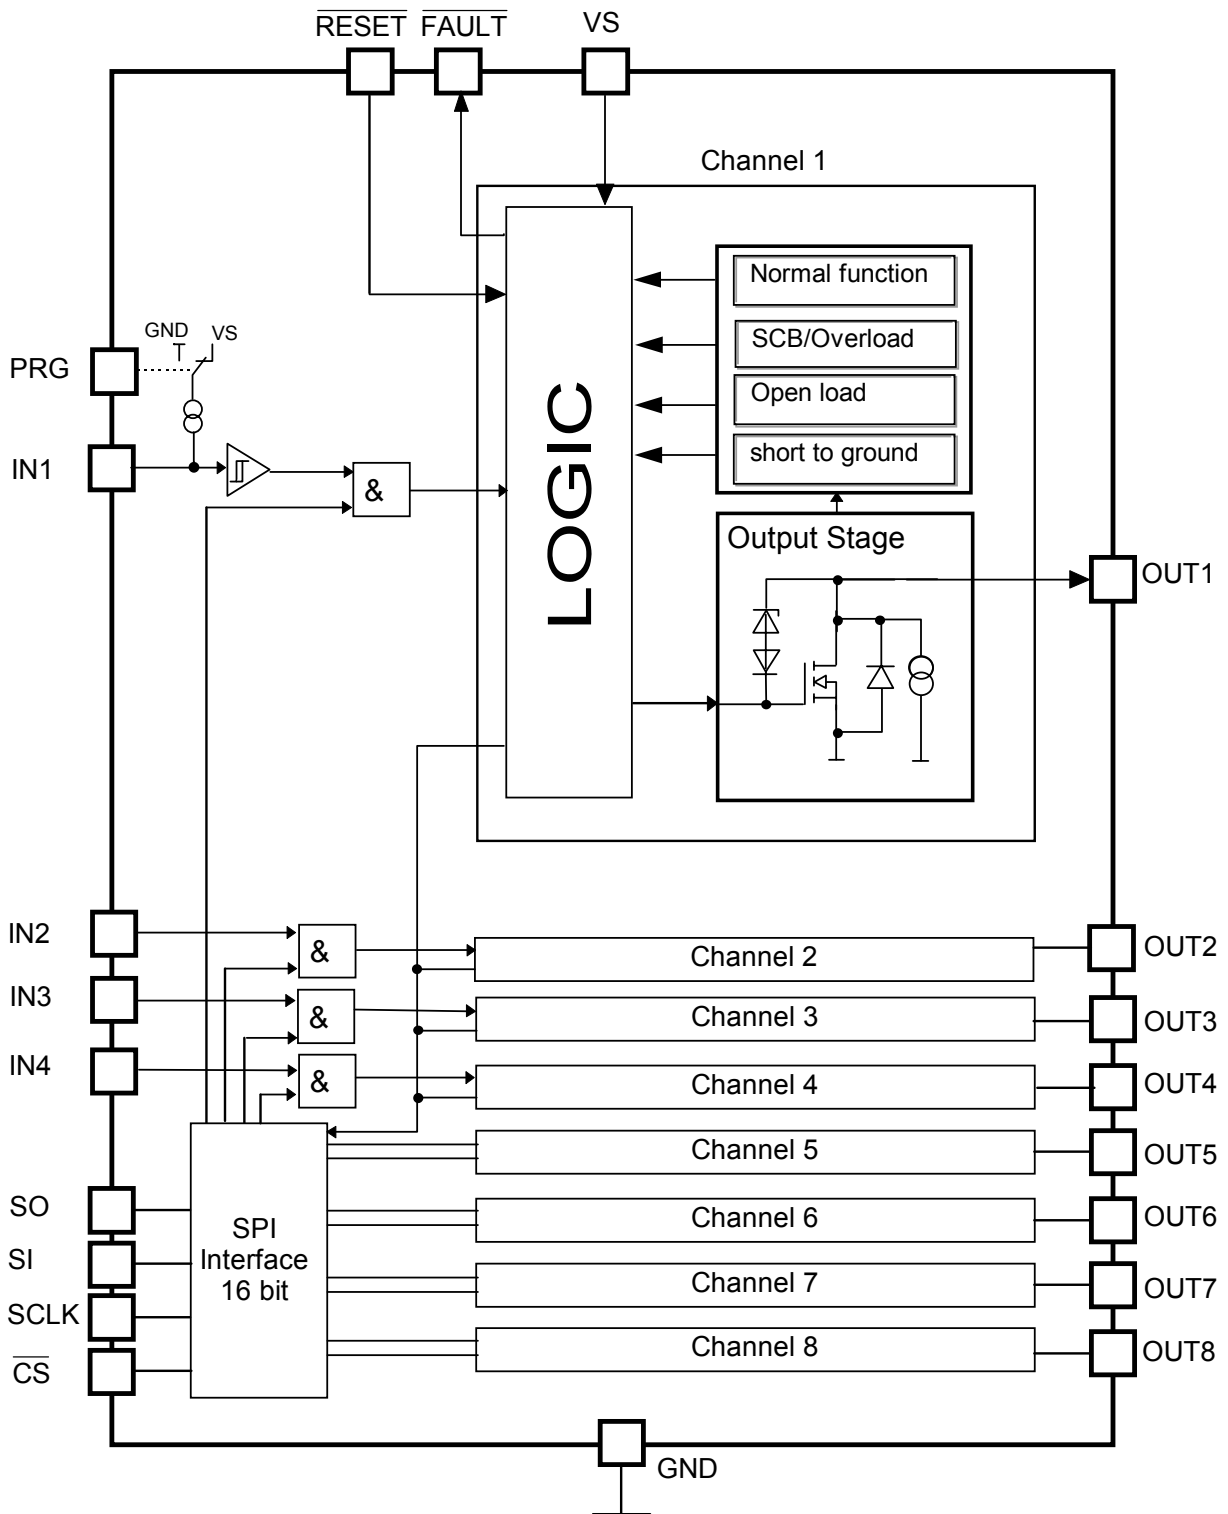 RESET FAULT VS
Channel 1
Normal function
SCB/Overload
Open load
short to ground
GND VS
PRG
IN1
&
LOGIC
Output Stage
OUT1
IN2
&
Channel 2
OUT2
IN3
&
Channel 3
OUT3
IN4
&
Channel 4
OUT4
Channel 5
OUT5
SO
SPI
Interface
16 bit
Channel 6
OUT6
SI
Channel 7
OUT7
SCLK
Channel 8
OUT8
CS
GND